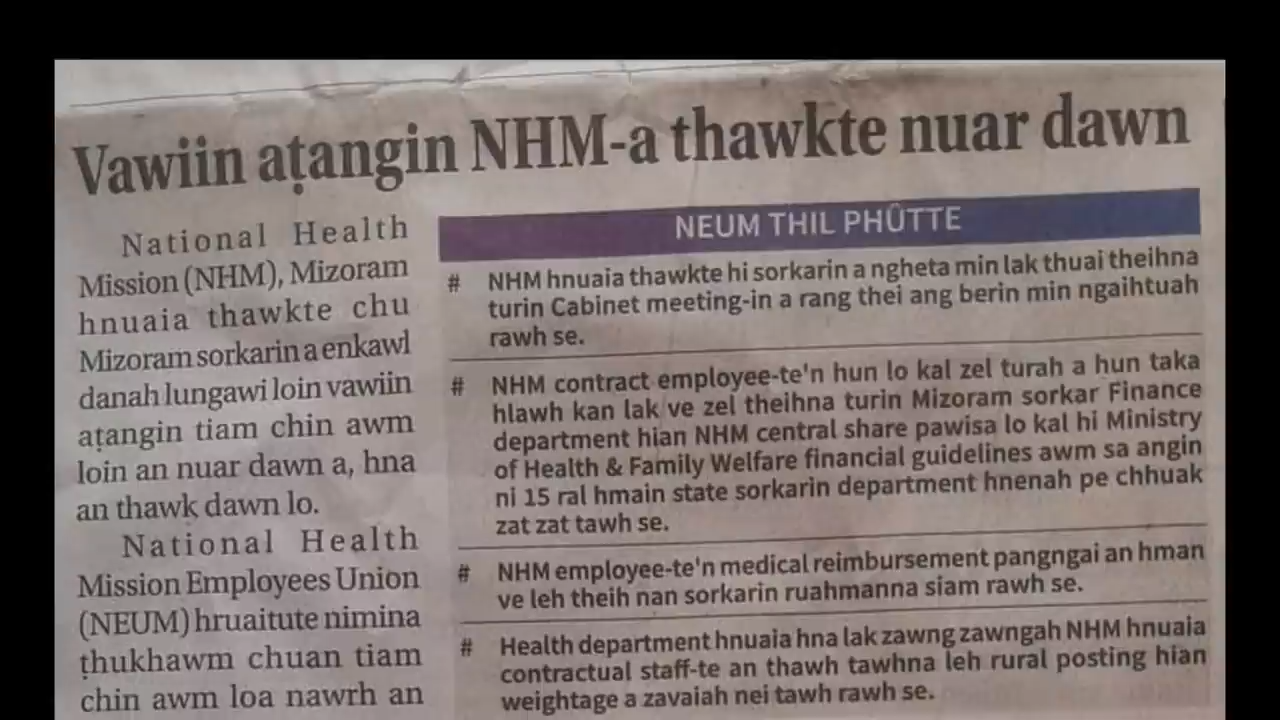 Vawiin aṭangin NHM-a thawkte nuar dawn
National Health
Mission (NHM), Mizoram
hnuaia thawkte chu
Mizoram sorkarin a enkawl
danah lungawi loin vawiin
aṭangin tiam chin awm
loin an nuar dawn a, hna
an thawk dawn lo.
National Health
Mission Employees Union
(NEUM) hruaitute nimina
ṭhukhawm chuan tiam
chin awm loa nawrh an
NEUM THIL PHÛTTE
# NHM hnuaia thawkte hi sorkarin a ngheta min lak thuai theihna
turin Cabinet meeting-in a rang thei ang berin min ngaihtuah
rawh se.
# NHM contract employee-te'n hun lo kal zel turah a hun taka
hlawh kan lak ve zel theihna turin Mizoram sorkar Finance
department hian NHM central share pawisa lo kal hi Ministry
of Health & Family Welfare financial guidelines awm sa angin
ni 15 ral hmain state sorkarin department hnenah pe chhuak
zat zat tawh se.
# NHM employee-te'n medical reimbursement pangngai an hman
ve leh theih nan sorkarin ruahmanna siam rawh se.
# Health department hnuaia hna lak zawng zawngah NHM hnuaia
contractual staff-te an thawh tawhna leh rural posting hian
weightage a zavaiah nei tawh rawh se.